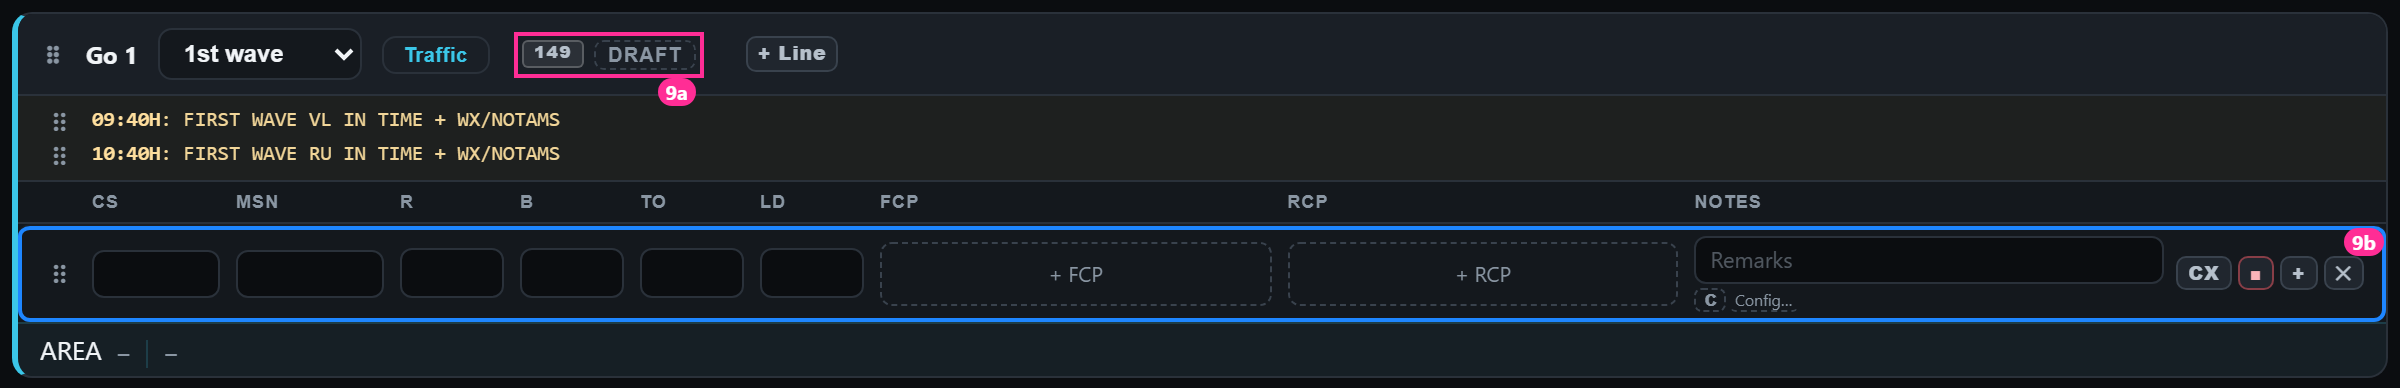 Go 1 1st wave Traffic 149 DRAFT + Line
9a
09:40H: FIRST WAVE VL IN TIME + WX/NOTAMS
10:40H: FIRST WAVE RU IN TIME + WX/NOTAMS
CS MSN R B TO LD FCP RCP NOTES
9b
+ FCP + RCP Remarks CX + ✕
C Config...
AREA – –